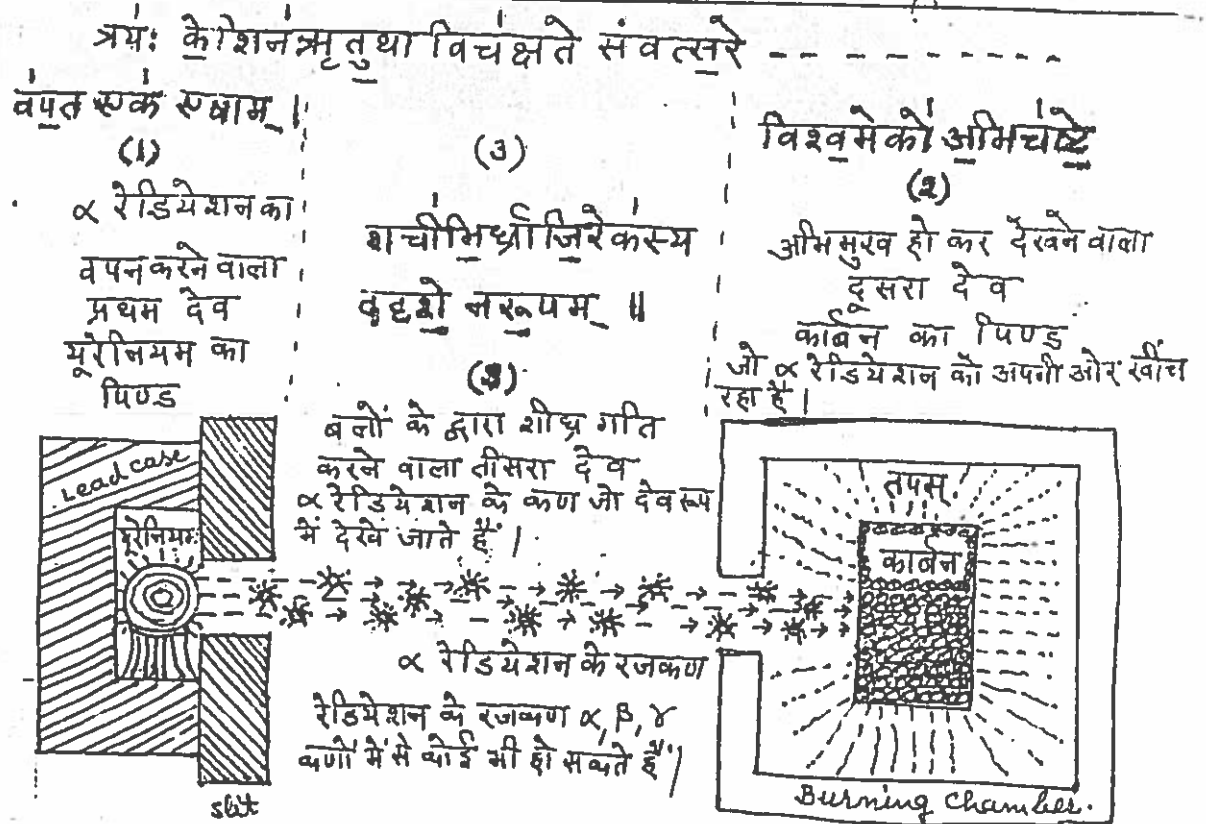 त्रयः केशिन ऋतुथा विचक्षते संवत्सरे ----------
वपत एक एषाम् |
(1)
α रेडियेशन का
वपन करने वाला
प्रथम देव
यूरेनियम का
पिण्ड
(3)
शचीभिर्ध्राजिरेकस्य
ददृशे न रूपम् ||
(3)
बलों के द्वारा शीघ्र गति
करने वाला तीसरा देव
α रेडियेशन के कण जो देव रूप
में देखे जाते हैं |
विश्वमेको अभिचष्टे
(2)
अभिमुख हो कर देखने वाला
दूसरा देव
कार्बन का पिण्ड
जो α रेडियेशन को अपनी ओर खींच
रहा है |
Lead case
यूरेनियम
तपस्
कार्बन
α रेडियेशन के रजकण
रेडियेशन के रजकण α, β, γ
कणों में से कोई भी हो सकते हैं |
slit
Burning Chamber.